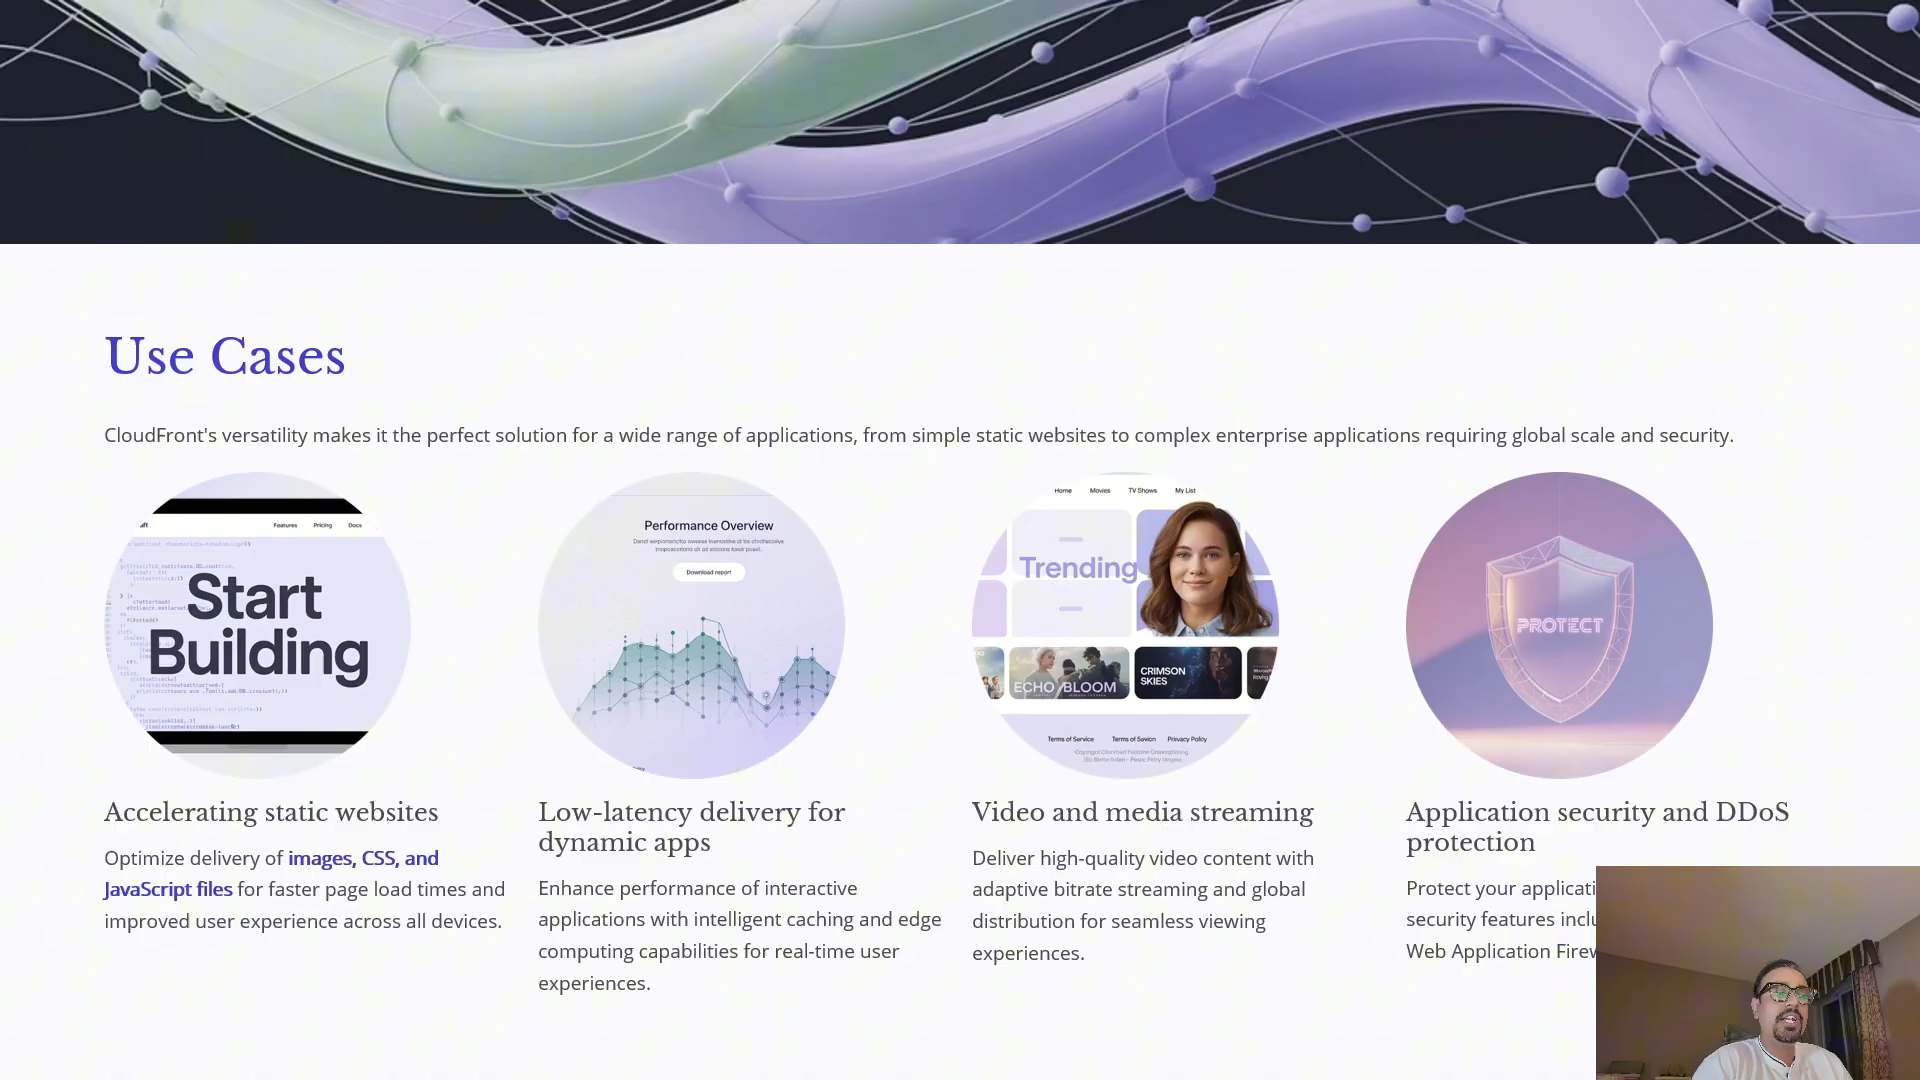 Use Cases
CloudFront's versatility makes it the perfect solution for a wide range of applications, from simple static websites to complex enterprise applications requiring global scale and security.
Features Pricing Docs
Start
Building
Performance Overview
Download report
Home Movies TV Shows My List
Trending
ECHO BLOOM
CRIMSON
SKIES
Terms of Service Terms of Savion Privacy Policy
PROTECT
Accelerating static websites
Optimize delivery of images, CSS, and
JavaScript files for faster page load times and
improved user experience across all devices.
Low-latency delivery for
dynamic apps
Enhance performance of interactive
applications with intelligent caching and edge
computing capabilities for real-time user
experiences.
Video and media streaming
Deliver high-quality video content with
adaptive bitrate streaming and global
distribution for seamless viewing
experiences.
Application security and DDoS
protection
Protect your applicati
security features inclu
Web Application Firew